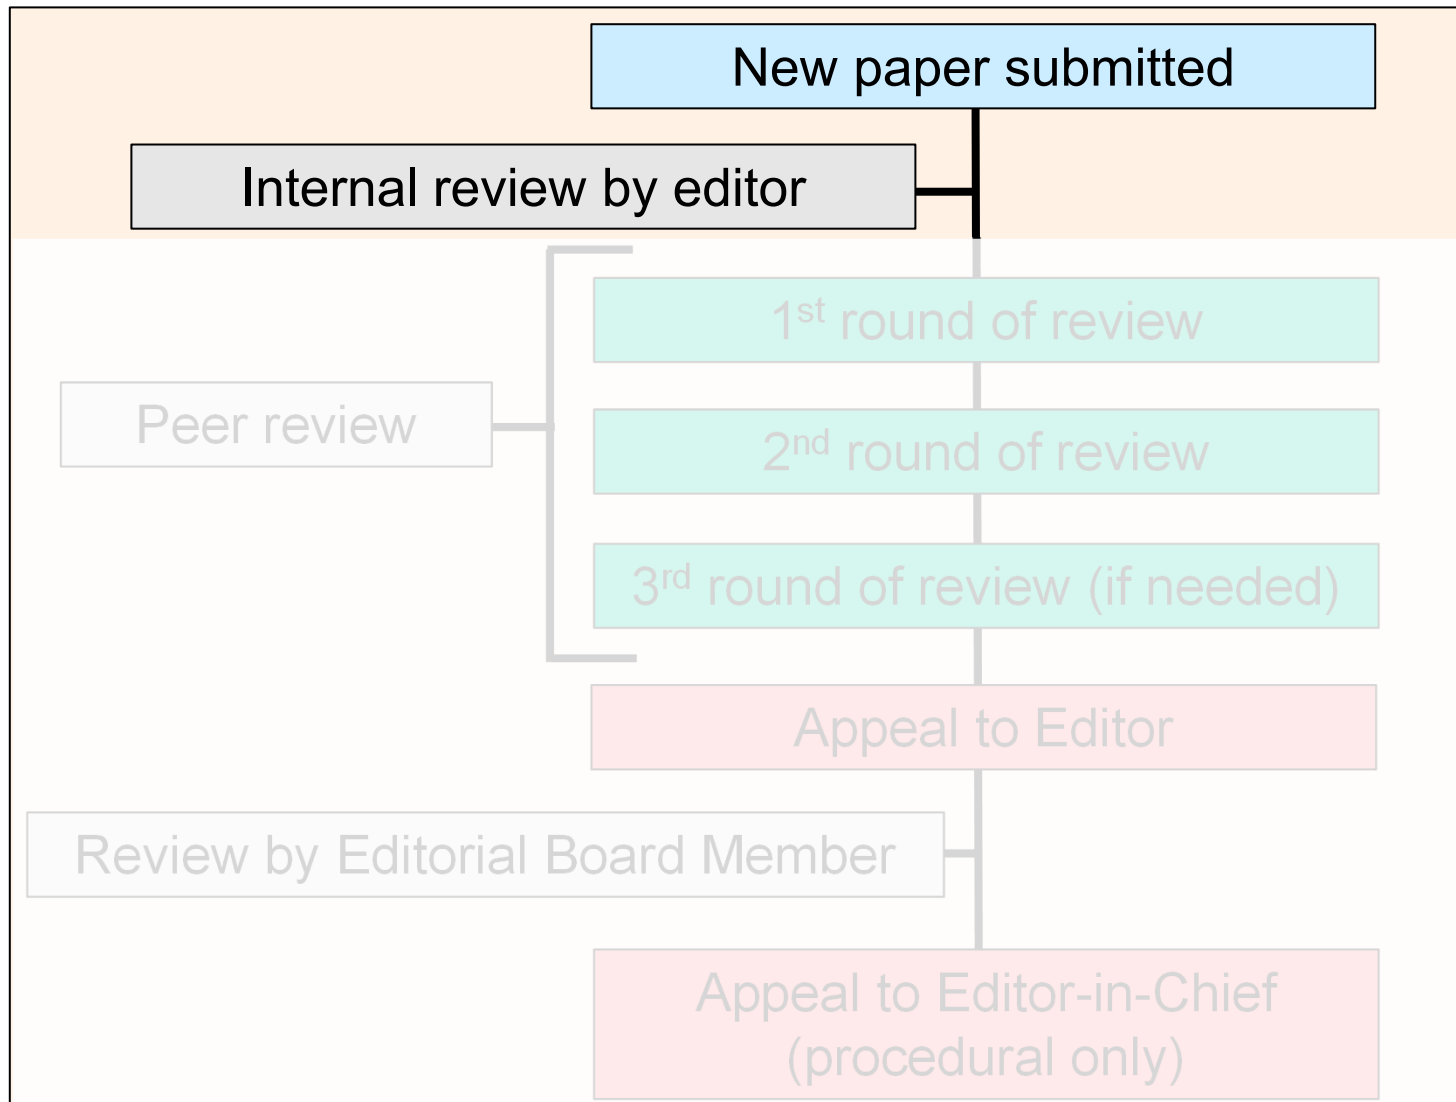 New paper submitted
Internal review by editor
1st round of review
Peer review
2nd round of review
3rd round of review (if needed)
Appeal to Editor
Review by Editorial Board Member
Appeal to Editor-in-Chief
(procedural only)